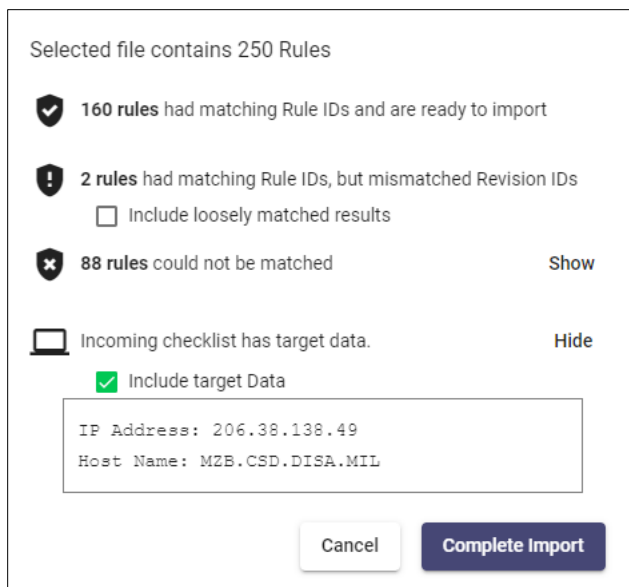 Selected file contains 250 Rules
160 rules had matching Rule IDs and are ready to import
2 rules had matching Rule IDs, but mismatched Revision IDs
Include loosely matched results
88 rules could not be matched Show
Incoming checklist has target data. Hide
Include target Data
IP Address: 206.38.138.49
Host Name: MZB.CSD.DISA.MIL
Cancel Complete Import